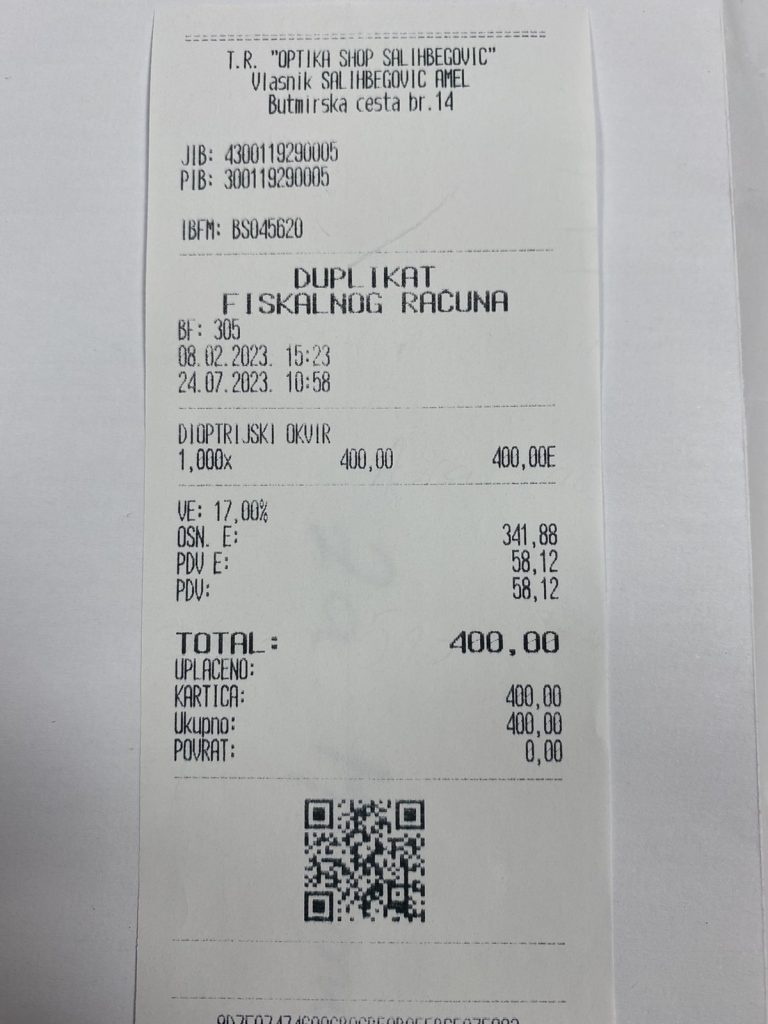 T.R. "OPTIKA SHOP SALIHBEGOVIC"
Vlasnik SALIHBEGOVIC AMEL
Butmirska cesta br.14
JIB: 4300119290005
PIB: 300119290005
IBFM: BS045620
DUPLIKAT
FISKALNOG RAČUNA
BF: 305
08.02.2023. 15:23
24.07.2023. 10:58
DIOPTRIJSKI OKVIR
1,000x 400,00 400,00E
VE: 17,00%
OSN. E: 341,88
PDV E: 58,12
PDV: 58,12
TOTAL: 400,00
UPLACENO:
KARTICA: 400,00
Ukupno: 400,00
POVRAT: 0,00